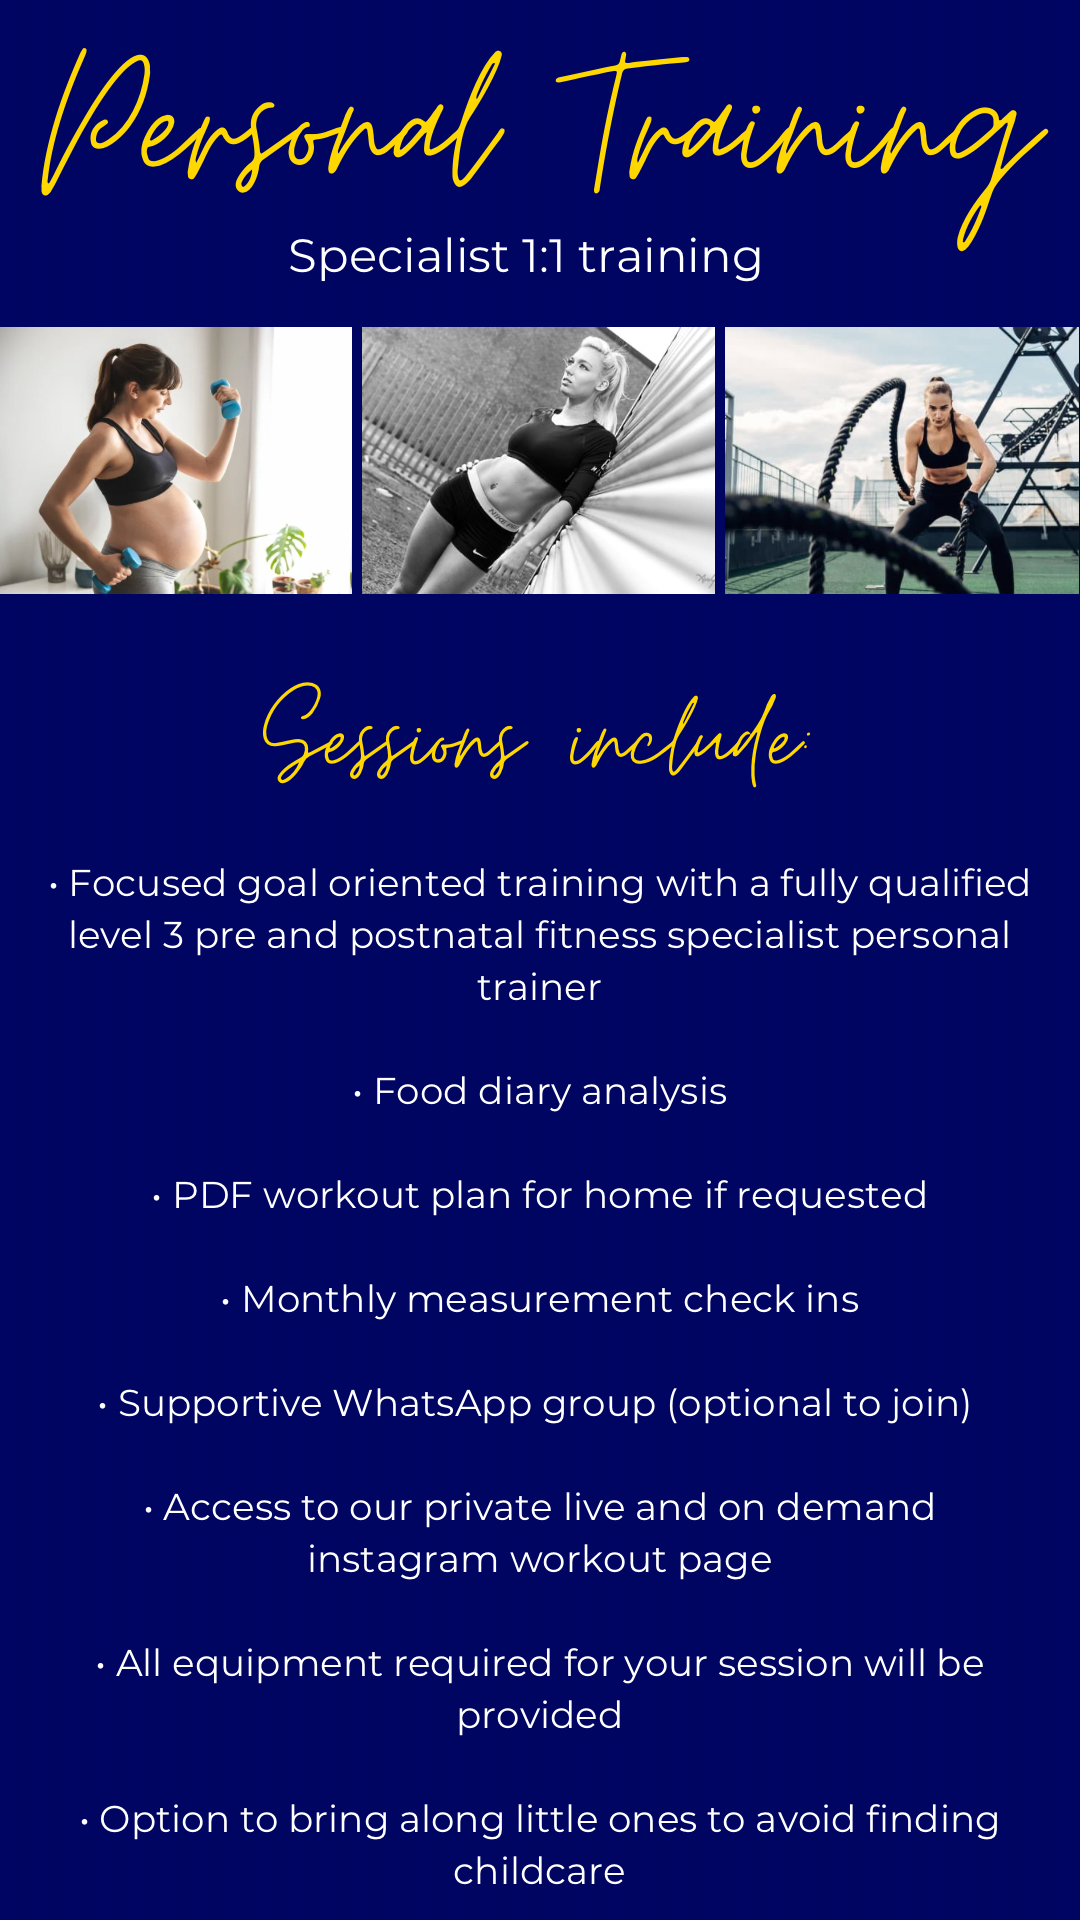 Personal Training
Specialist 1:1 training
Sessions include:
• Focused goal oriented training with a fully qualified
level 3 pre and postnatal fitness specialist personal
trainer
• Food diary analysis
• PDF workout plan for home if requested
• Monthly measurement check ins
• Supportive WhatsApp group (optional to join)
• Access to our private live and on demand
instagram workout page
• All equipment required for your session will be
provided
• Option to bring along little ones to avoid finding
childcare